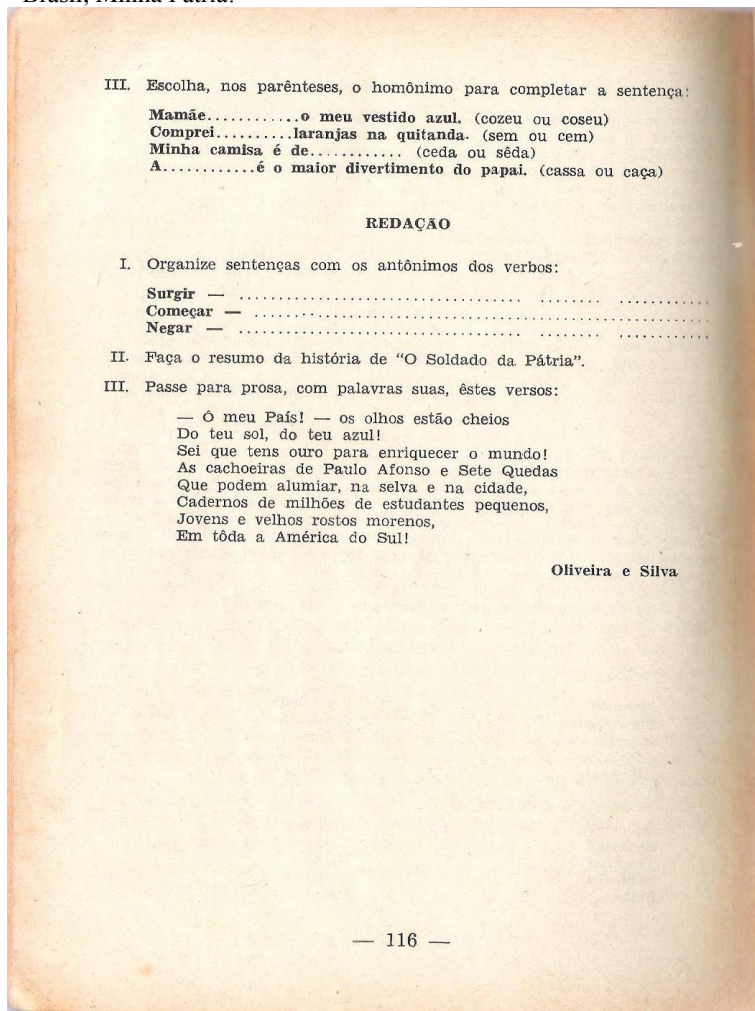 Brasil, Minha Pátria!
III. Escolha, nos parênteses, o homônimo para completar a sentença:
Mamãe............o meu vestido azul. (cozeu ou coseu)
Comprei..........laranjas na quitanda. (sem ou cem)
Minha camisa é de............ (ceda ou sêda)
A............é o maior divertimento do papai. (cassa ou caça)
REDAÇÃO
I. Organize sentenças com os antônimos dos verbos:
Surgir — .................................... ........ ............
Começar — ..........................................................
Negar — .................................... ........ ............
II. Faça o resumo da história de “O Soldado da Pátria”.
III. Passe para prosa, com palavras suas, êstes versos:
— Ó meu País! — os olhos estão cheios
Do teu sol, do teu azul!
Sei que tens ouro para enriquecer o mundo!
As cachoeiras de Paulo Afonso e Sete Quedas
Que podem alumiar, na selva e na cidade,
Cadernos de milhões de estudantes pequenos,
Jovens e velhos rostos morenos,
Em tôda a América do Sul!
Oliveira e Silva
— 116 —